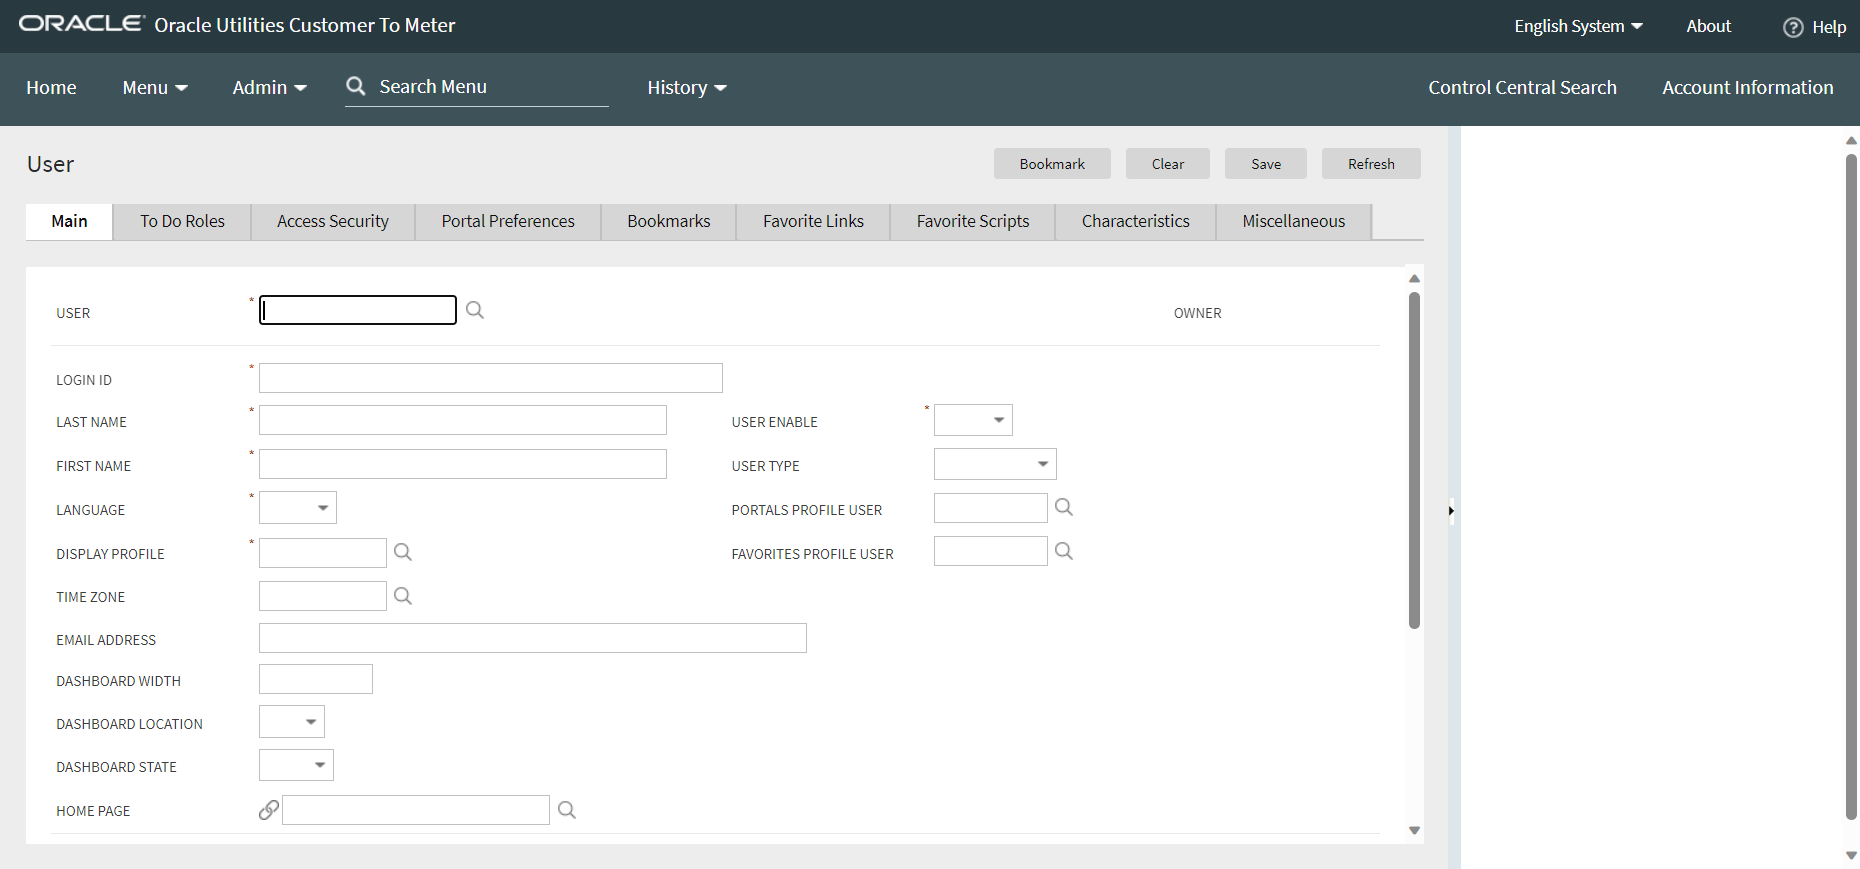 ORACLE Oracle Utilities Customer To Meter English System About Help
Home Menu Admin Search Menu History Control Central Search Account Information
User Bookmark Clear Save Refresh
Main To Do Roles Access Security Portal Preferences Bookmarks Favorite Links Favorite Scripts Characteristics Miscellaneous
USER * OWNER
LOGIN ID *
LAST NAME * USER ENABLE *
FIRST NAME * USER TYPE
LANGUAGE * PORTALS PROFILE USER
DISPLAY PROFILE * FAVORITES PROFILE USER
TIME ZONE
EMAIL ADDRESS
DASHBOARD WIDTH
DASHBOARD LOCATION
DASHBOARD STATE
HOME PAGE